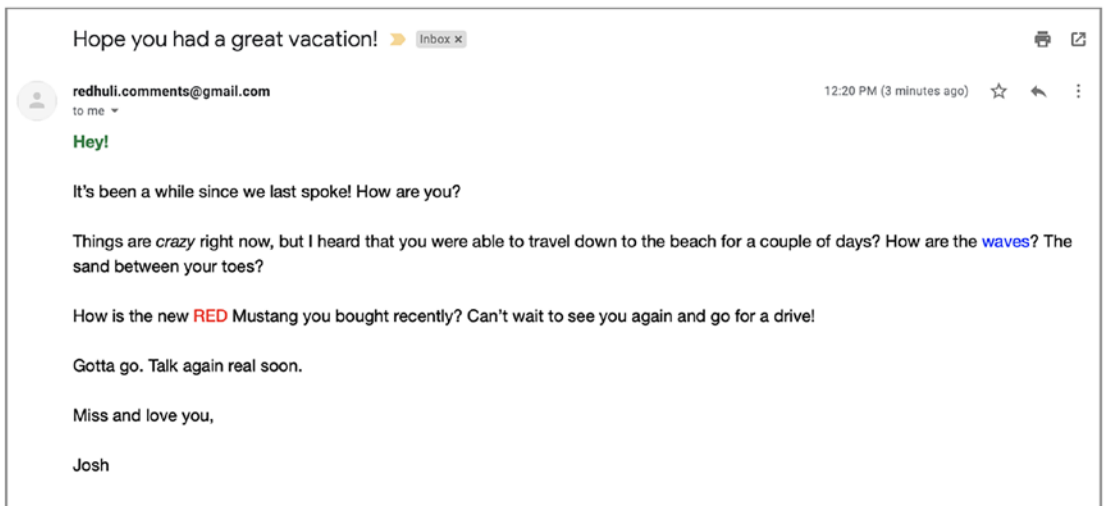 Hope you had a great vacation! Inbox x
redhuli.comments@gmail.com 12:20 PM (3 minutes ago)
to me
Hey!
It's been a while since we last spoke! How are you?
Things are crazy right now, but I heard that you were able to travel down to the beach for a couple of days? How are the waves? The
sand between your toes?
How is the new RED Mustang you bought recently? Can't wait to see you again and go for a drive!
Gotta go. Talk again real soon.
Miss and love you,
Josh